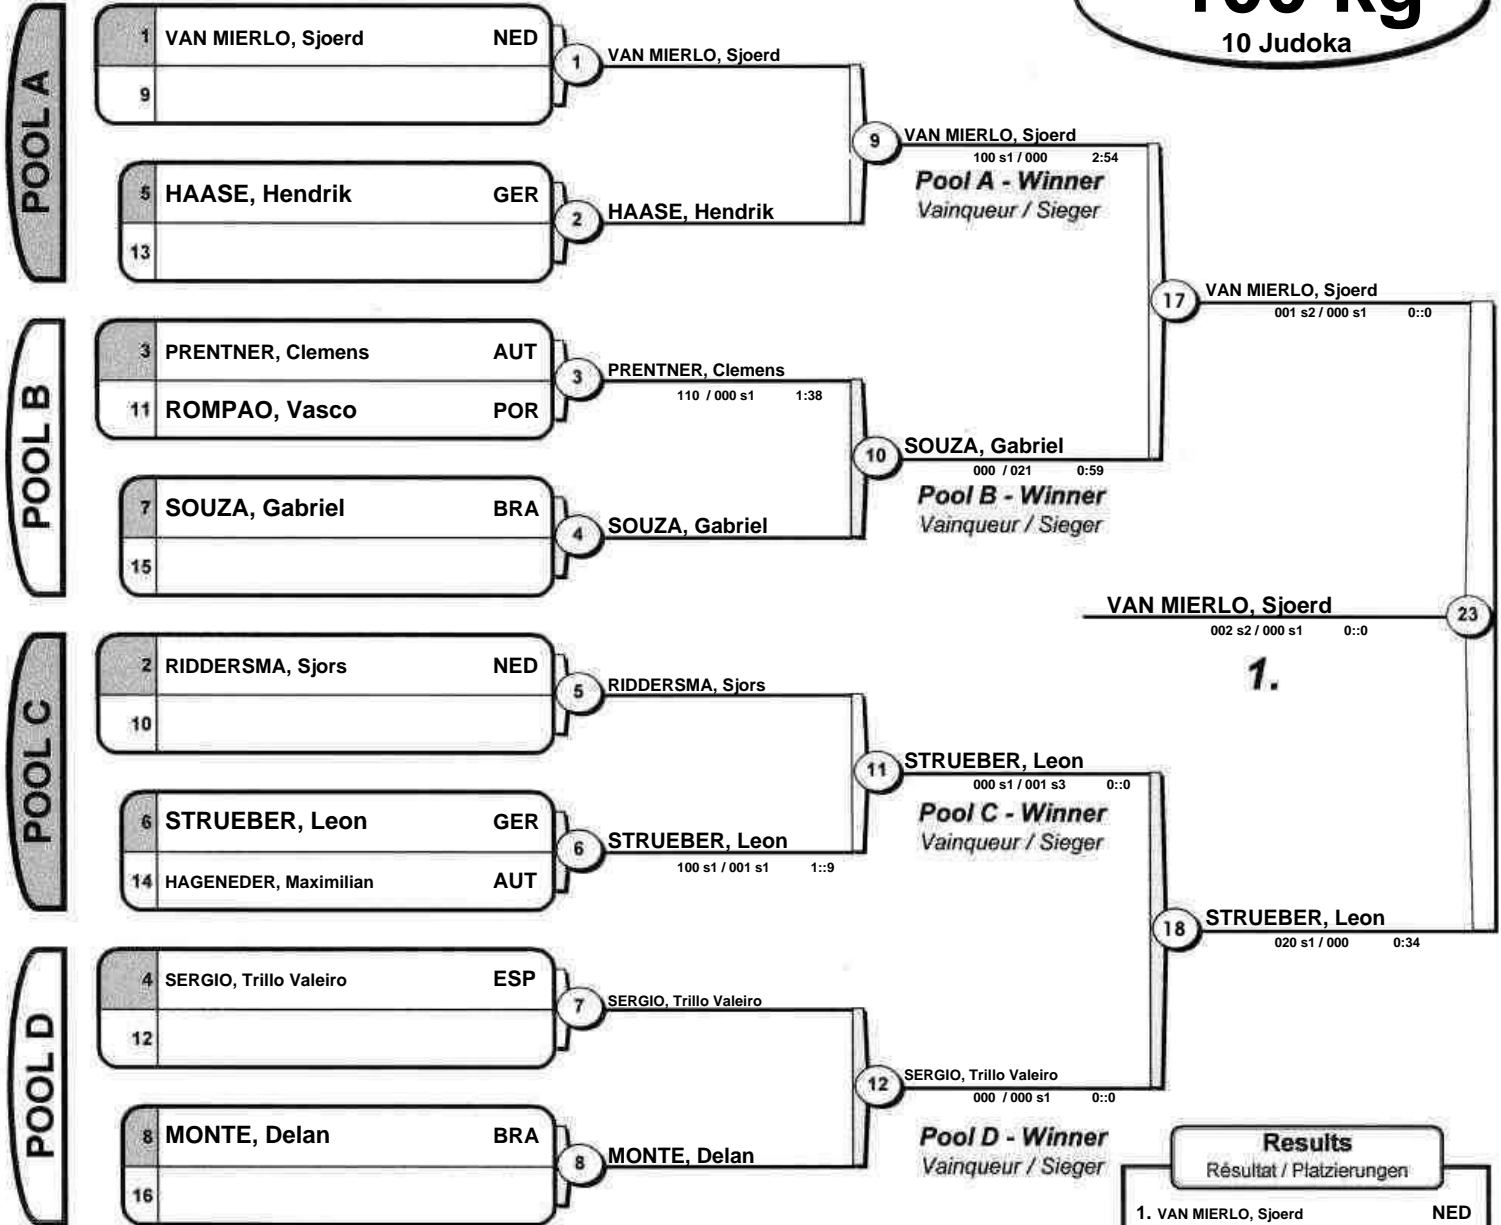 100 kg
10 Judoka
POOL A
1 VAN MIERLO, Sjoerd NED
9
5 HAASE, Hendrik GER
13
1 VAN MIERLO, Sjoerd
2 HAASE, Hendrik
9 VAN MIERLO, Sjoerd
100 s1 / 000 2:54
Pool A - Winner
Vainqueur / Sieger
POOL B
3 PRENTNER, Clemens AUT
11 ROMPAO, Vasco POR
7 SOUZA, Gabriel BRA
15
3 PRENTNER, Clemens
110 / 000 s1 1:38
4 SOUZA, Gabriel
10 SOUZA, Gabriel
000 / 021 0:59
Pool B - Winner
Vainqueur / Sieger
17 VAN MIERLO, Sjoerd
001 s2 / 000 s1 0::0
VAN MIERLO, Sjoerd 23
002 s2 / 000 s1 0::0
1.
POOL C
2 RIDDERSMA, Sjors NED
10
6 STRUEBER, Leon GER
14 HAGENEDER, Maximilian AUT
5 RIDDERSMA, Sjors
6 STRUEBER, Leon
100 s1 / 001 s1 1::9
11 STRUEBER, Leon
000 s1 / 001 s3 0::0
Pool C - Winner
Vainqueur / Sieger
18 STRUEBER, Leon
020 s1 / 000 0:34
POOL D
4 SERGIO, Trillo Valeiro ESP
12
8 MONTE, Delan BRA
16
7 SERGIO, Trillo Valeiro
8 MONTE, Delan
12 SERGIO, Trillo Valeiro
000 / 000 s1 0::0
Pool D - Winner
Vainqueur / Sieger
Results
Résultat / Platzierungen
1. VAN MIERLO, Sjoerd NED